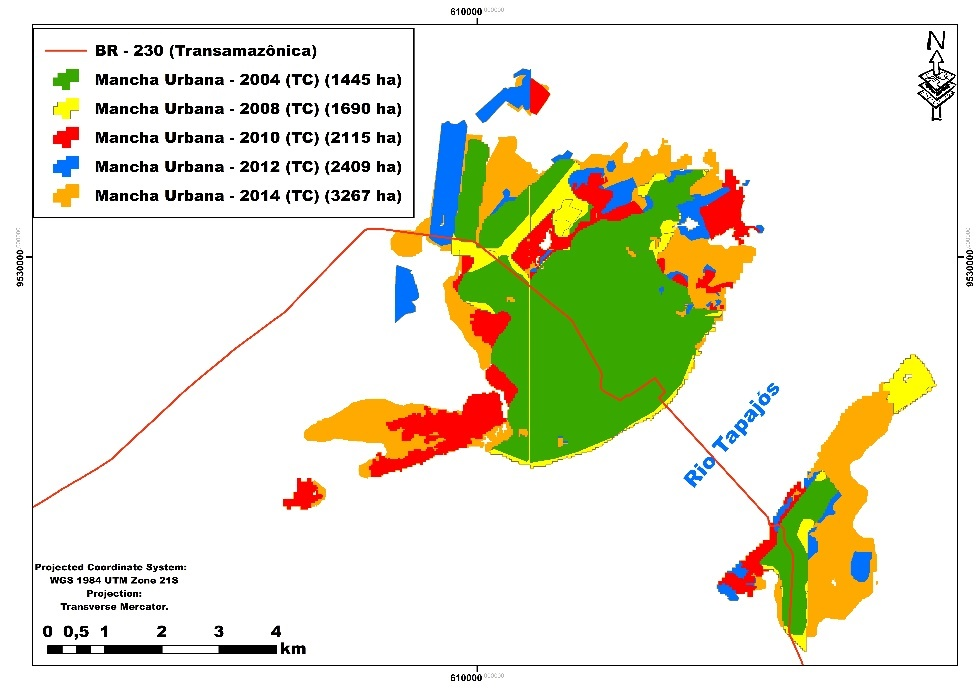 610000
N
BR - 230 (Transamazônica)
Mancha Urbana - 2004 (TC) (1445 ha)
Mancha Urbana - 2008 (TC) (1690 ha)
Mancha Urbana - 2010 (TC) (2115 ha)
Mancha Urbana - 2012 (TC) (2409 ha)
Mancha Urbana - 2014 (TC) (3267 ha)
9530000
9530000
Rio Tapajós
Projected Coordinate System:
WGS 1984 UTM Zone 21S
Projection:
Transverse Mercator.
0 0,5 1 2 3 4
km
610000